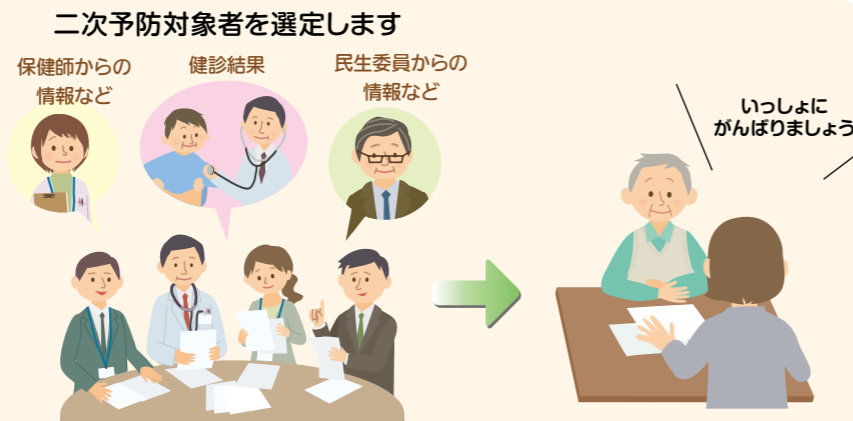 二次予防対象者を選定します
保健師からの
情報など
健診結果
民生委員からの
情報など
いっしょに
がんばりましょう